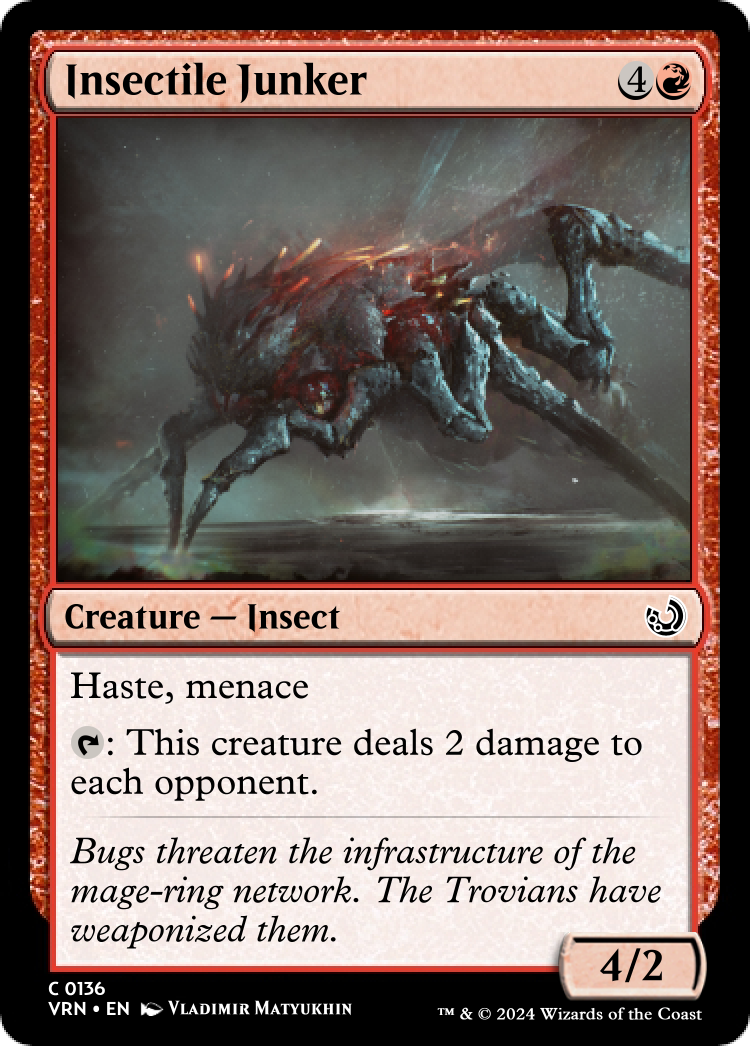 Insectile Junker 4
Creature — Insect
Haste, menace
: This creature deals 2 damage to
each opponent.
Bugs threaten the infrastructure of the
mage-ring network. The Trovians have
weaponized them.
4/2
C 0136
VRN • EN Vladimir Matyukhin
™ & © 2024 Wizards of the Coast